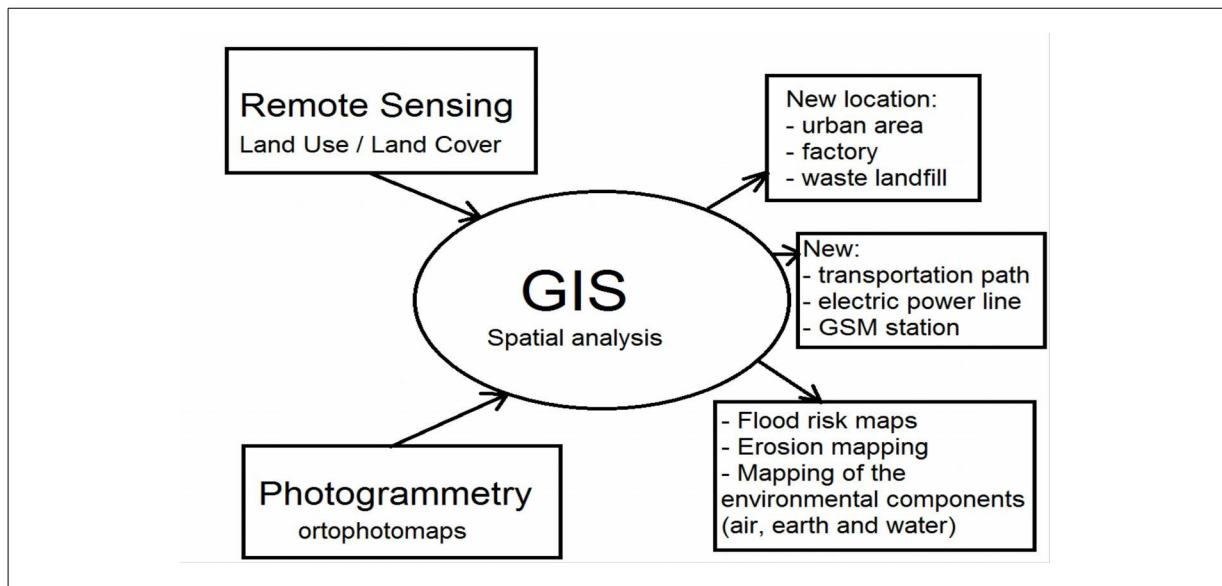 Remote Sensing
Land Use / Land Cover
GIS
Spatial analysis
Photogrammetry
ortophotomaps
New location:
- urban area
- factory
- waste landfill
New:
- transportation path
- electric power line
- GSM station
- Flood risk maps
- Erosion mapping
- Mapping of the
environmental components
(air, earth and water)